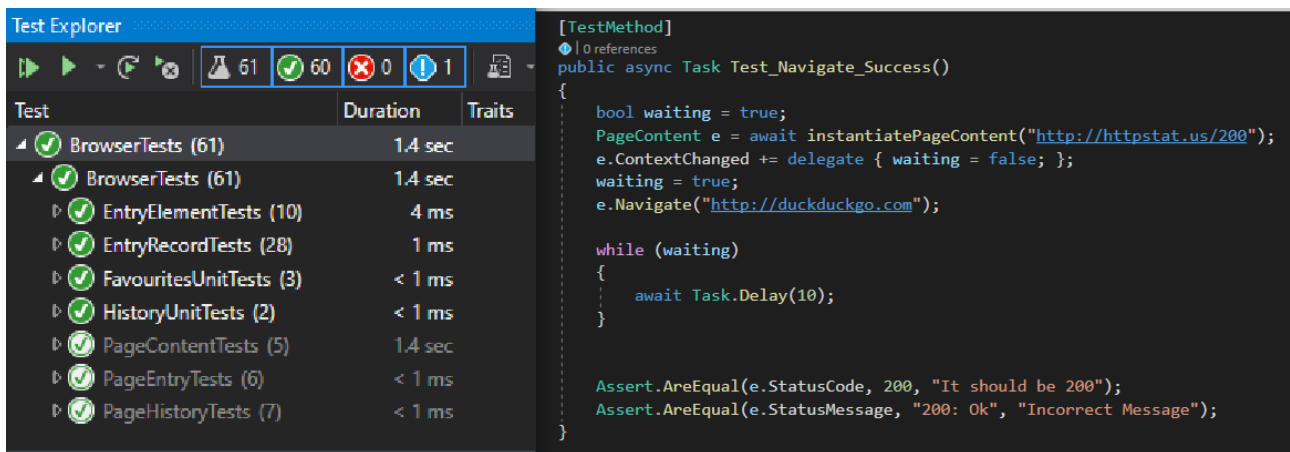 Test Explorer
61 60 0 1
Test Duration Traits
BrowserTests (61) 1.4 sec
BrowserTests (61) 1.4 sec
EntryElementTests (10) 4 ms
EntryRecordTests (28) 1 ms
FavouritesUnitTests (3) < 1 ms
HistoryUnitTests (2) < 1 ms
PageContentTests (5) 1.4 sec
PageEntryTests (6) < 1 ms
PageHistoryTests (7) < 1 ms
[TestMethod]
| 0 references
public async Task Test_Navigate_Success()
{
bool waiting = true;
PageContent e = await instantiatePageContent("http://httpstat.us/200");
e.ContextChanged += delegate { waiting = false; };
waiting = true;
e.Navigate("http://duckduckgo.com");
while (waiting)
{
await Task.Delay(10);
}
Assert.AreEqual(e.StatusCode, 200, "It should be 200");
Assert.AreEqual(e.StatusMessage, "200: Ok", "Incorrect Message");
}